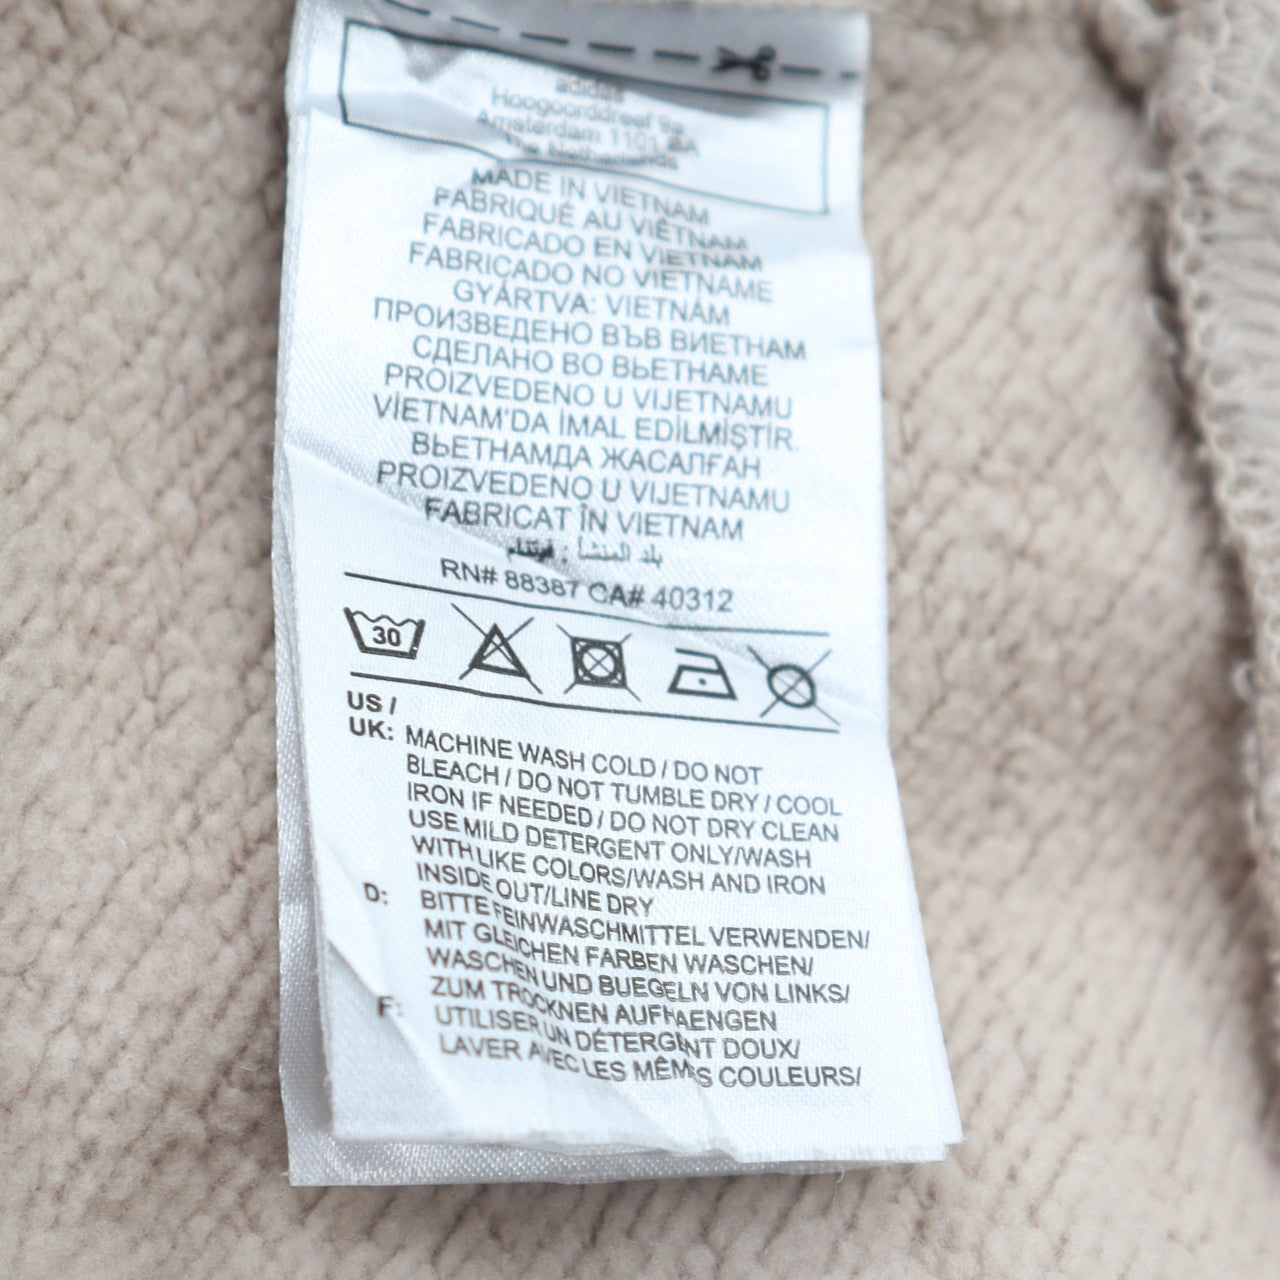 adidas
Hoogoorddreef 9a
Amsterdam 1101 BA
The Netherlands
MADE IN VIETNAM
FABRIQUÉ AU VIÊTNAM
FABRICADO EN VIETNAM
FABRICADO NO VIETNAME
GYÁRTVA: VIETNÁM
ПРОИЗВЕДЕНО ВЪВ ВИЕТНАМ
СДЕЛАНО ВО ВЬЕТНАМЕ
PROIZVEDENO U VIJETNAMU
VİETNAM'DA İMAL EDİLMİŞTİR.
ВЬЕТНАМДА ЖАСАЛҒАН
PROIZVEDENO U VIJETNAMU
FABRICAT ÎN VIETNAM
بلد المنشأ : فيتنام
RN# 88387 CA# 40312
30
US /
UK: MACHINE WASH COLD / DO NOT
BLEACH / DO NOT TUMBLE DRY / COOL
IRON IF NEEDED / DO NOT DRY CLEAN
USE MILD DETERGENT ONLY/WASH
WITH LIKE COLORS/WASH AND IRON
INSIDE OUT/LINE DRY
D: BITTE FEINWASCHMITTEL VERWENDEN/
MIT GLEICHEN FARBEN WASCHEN/
WASCHEN UND BUEGELN VON LINKS/
ZUM TROCKNEN AUFHAENGEN
F: UTILISER UN DÉTERGENT DOUX/
LAVER AVEC LES MÊMES COULEURS/